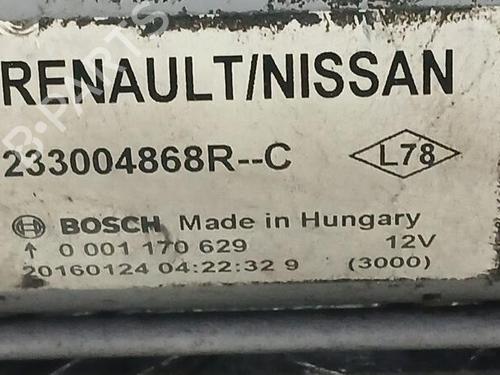 RENAULT/NISSAN
233004868R--C
L78
BOSCH Made in Hungary
↑ 0 001 170 629 12V
20160124 04:22:32 9 (3000)